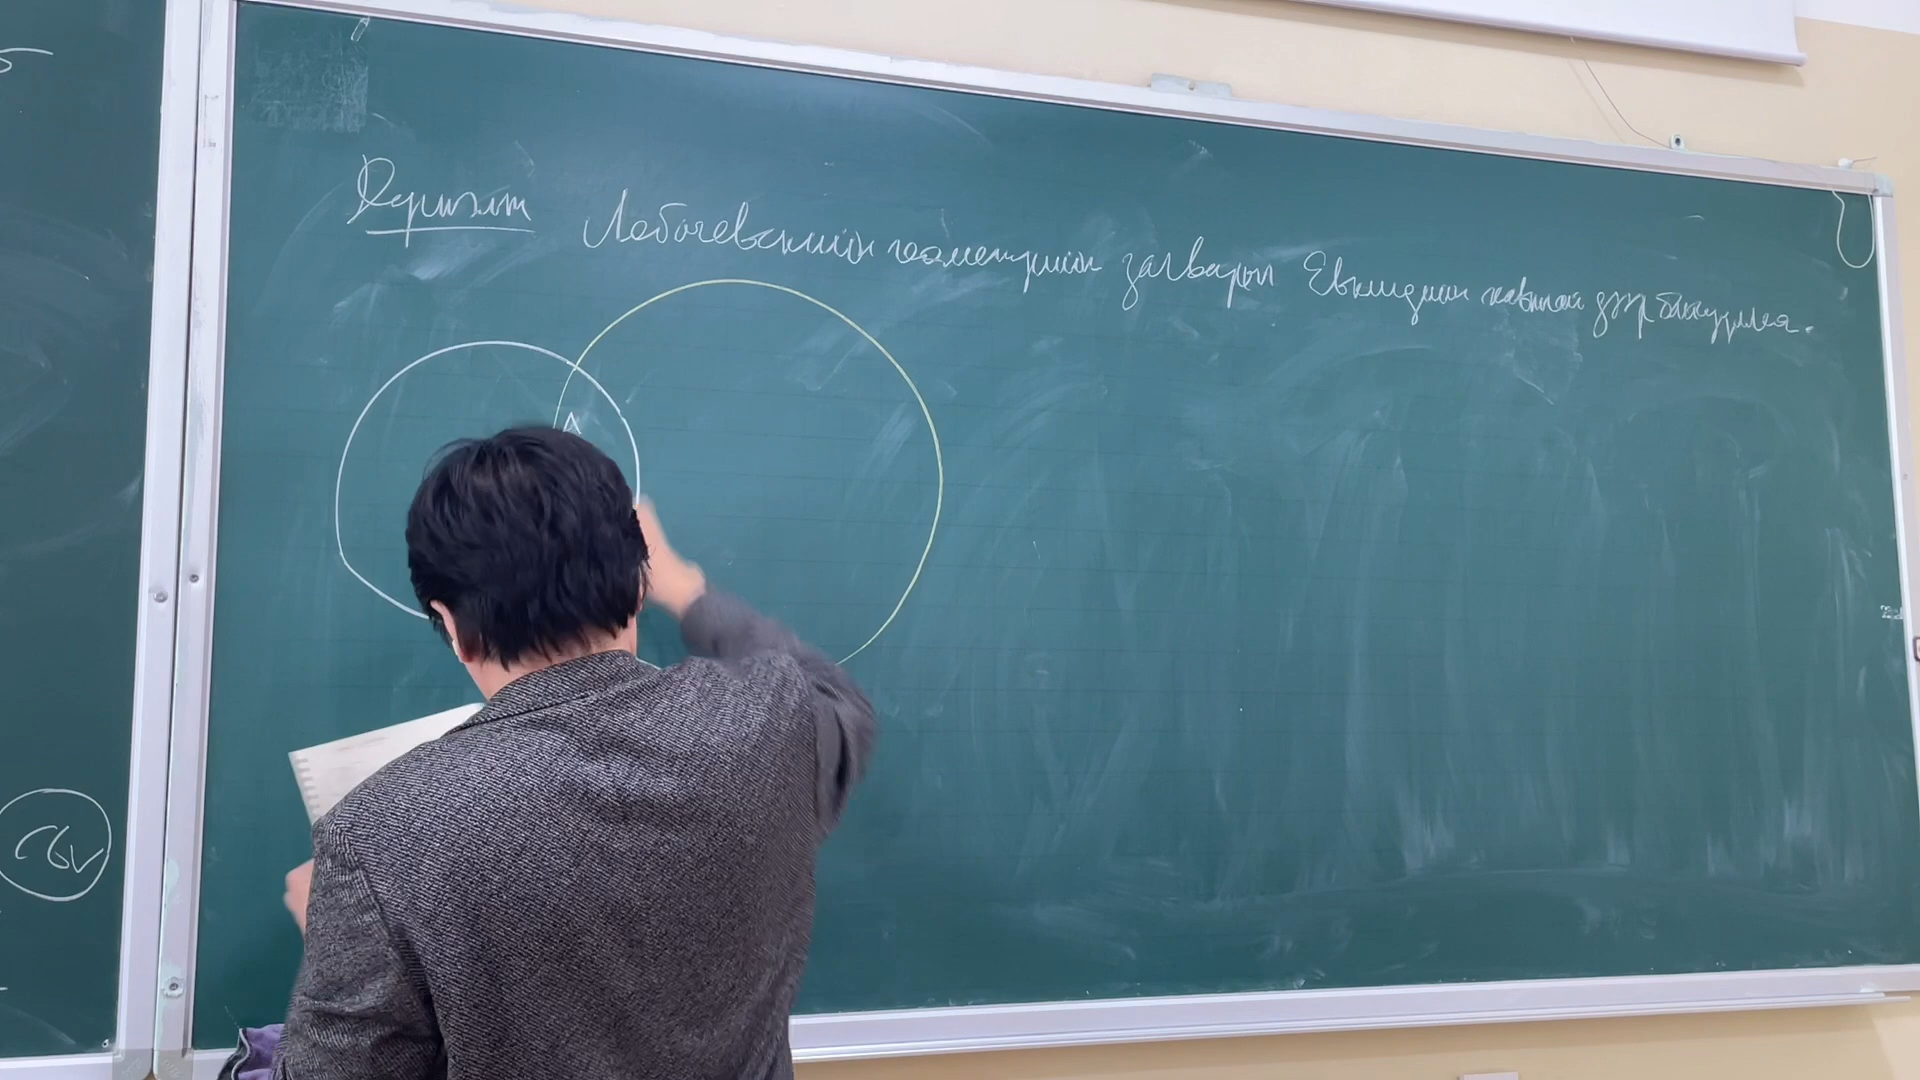 Лобачевскийн геометрийн загварыг Евклидийн хавтгай дээр байгуулъя.
A